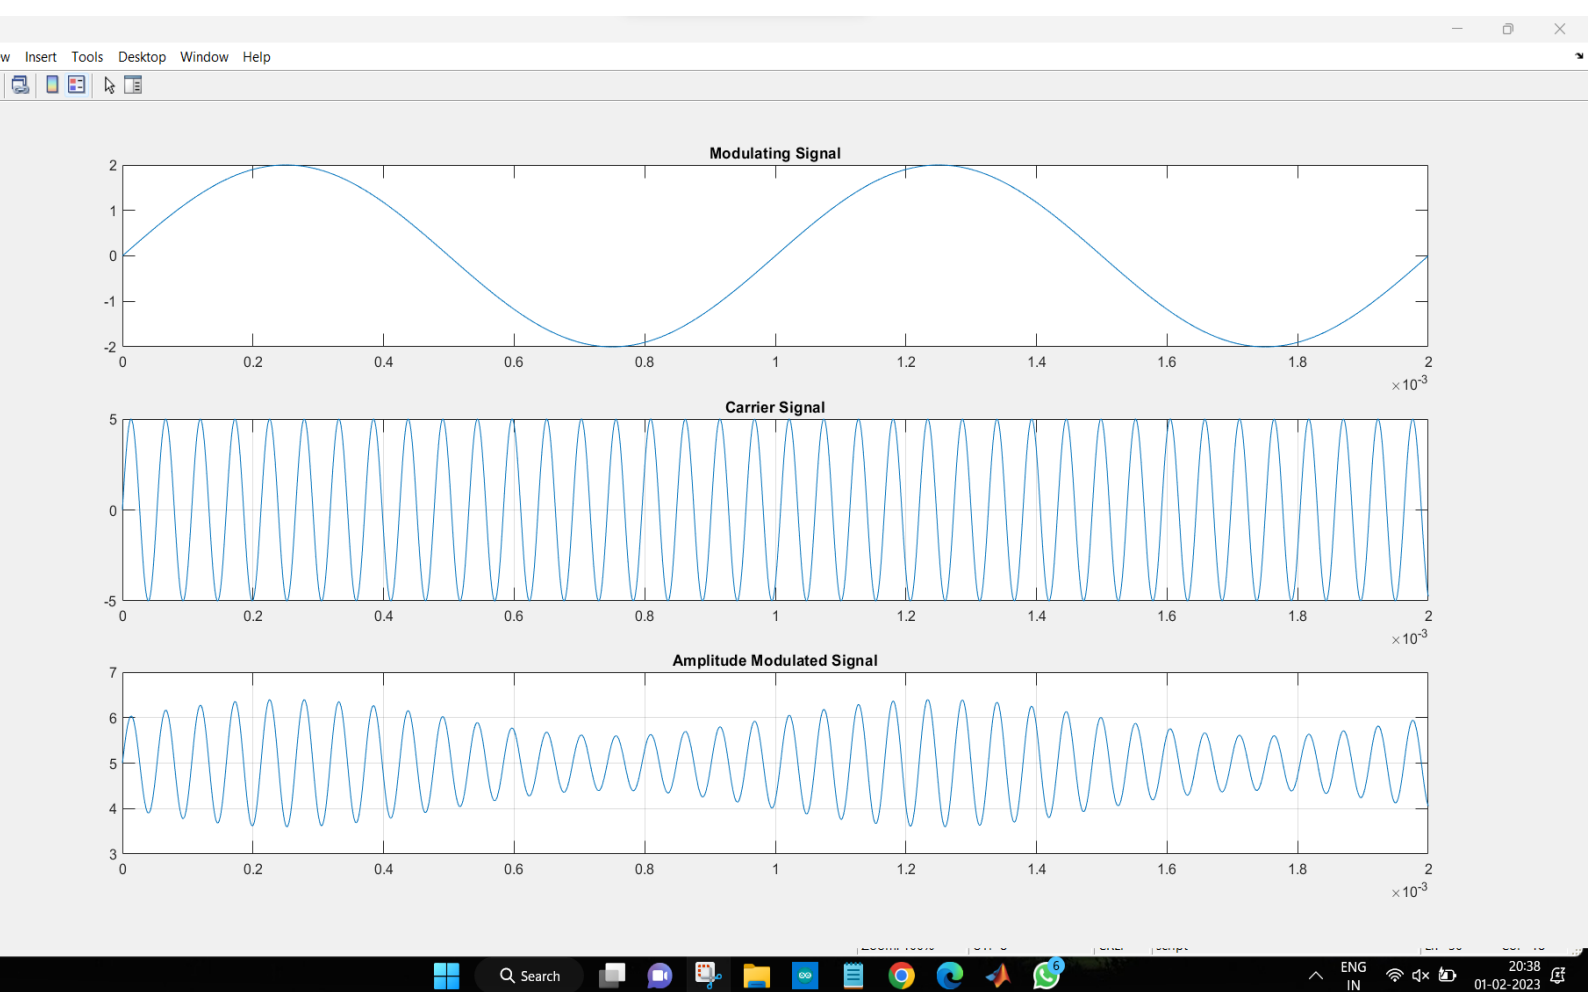 w Insert Tools Desktop Window Help
Modulating Signal
2
1
0
-1
-2
0 0.2 0.4 0.6 0.8 1 1.2 1.4 1.6 1.8 2
×10-3
Carrier Signal
5
0
-5
0 0.2 0.4 0.6 0.8 1 1.2 1.4 1.6 1.8 2
×10-3
Amplitude Modulated Signal
7
6
5
4
3
0 0.2 0.4 0.6 0.8 1 1.2 1.4 1.6 1.8 2
×10-3
Search
6
ENG
IN
20:38
01-02-2023